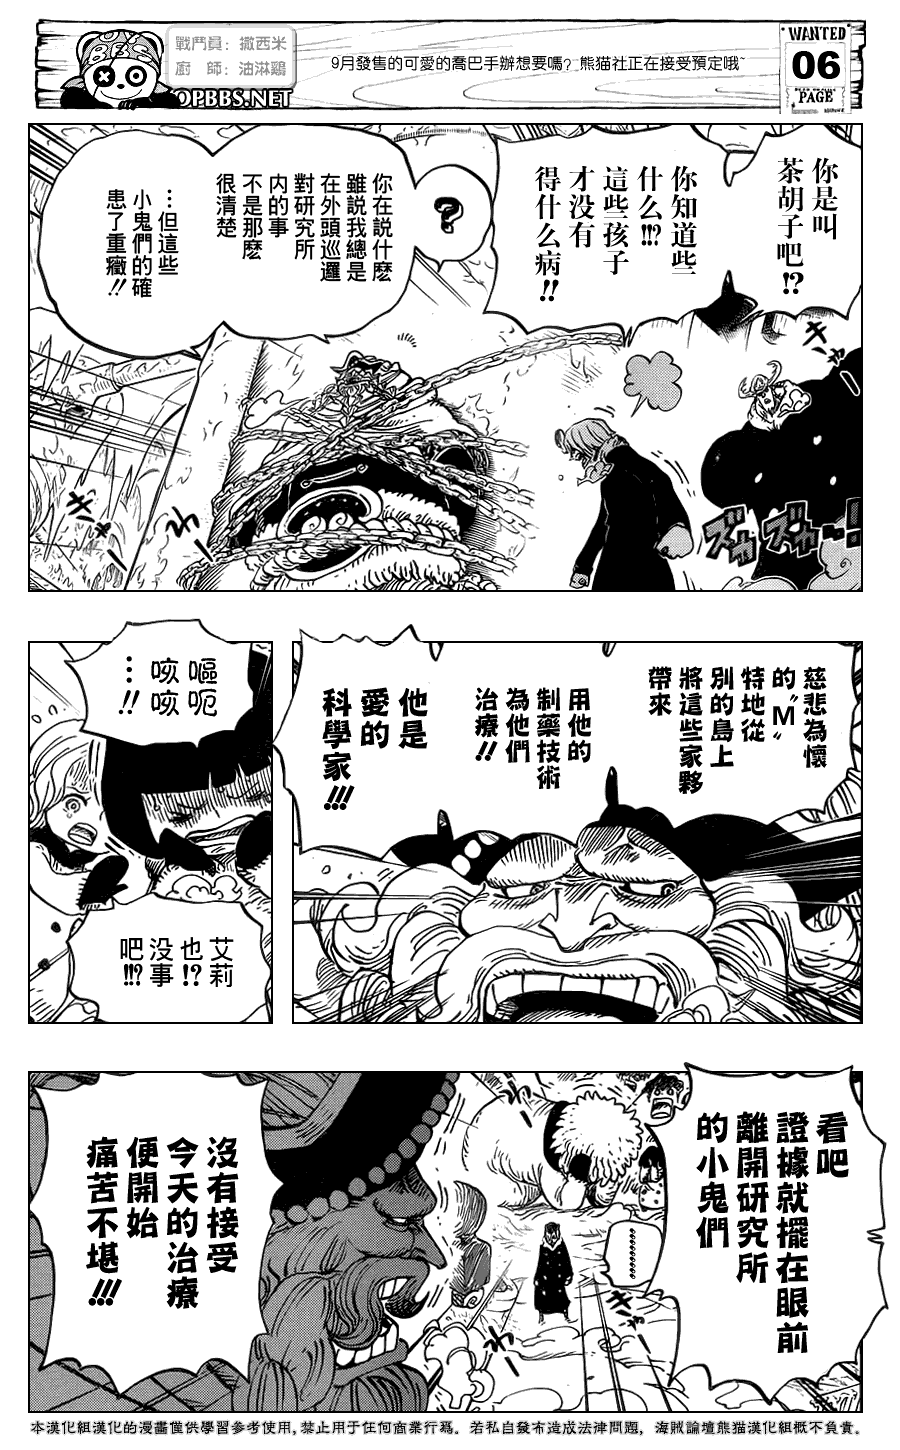 戰鬥員：撒西米
廚　師：油淋鷄
OPBBS.NET
9月發售的可愛的喬巴手辦想要嗎？熊猫社正在接受預定哦~
WANTED
06
PAGE
你是叫
茶胡子吧!?
你知道些
什么!!?
這些孩子
才没有
得什么病!!
?
你在説什麽
雖説我總是
在外頭巡邏
對研究所
内的事
不是那麽
很清楚
…但這些
小鬼們的確
患了重癥!!
ズカズカ…!
慈悲為懷
的〝M〟
特地從
別的島上
將這些家夥
帶來
用他的
制藥技術
為他們
治療!!
他是
愛的
科學家!!!
嘔呃
咳咳
…!!
艾莉
也!?
没事
吧!!?
看吧
證據就擺在眼前
離開研究所
的小鬼們
…………
沒有接受
今天的治療
便開始
痛苦不堪!!!
本漢化組漢化的漫畫僅供學習參考使用,禁止用于任何商業行爲。若私自發布造成法律問題，海贼論壇熊猫漢化組概不負責。